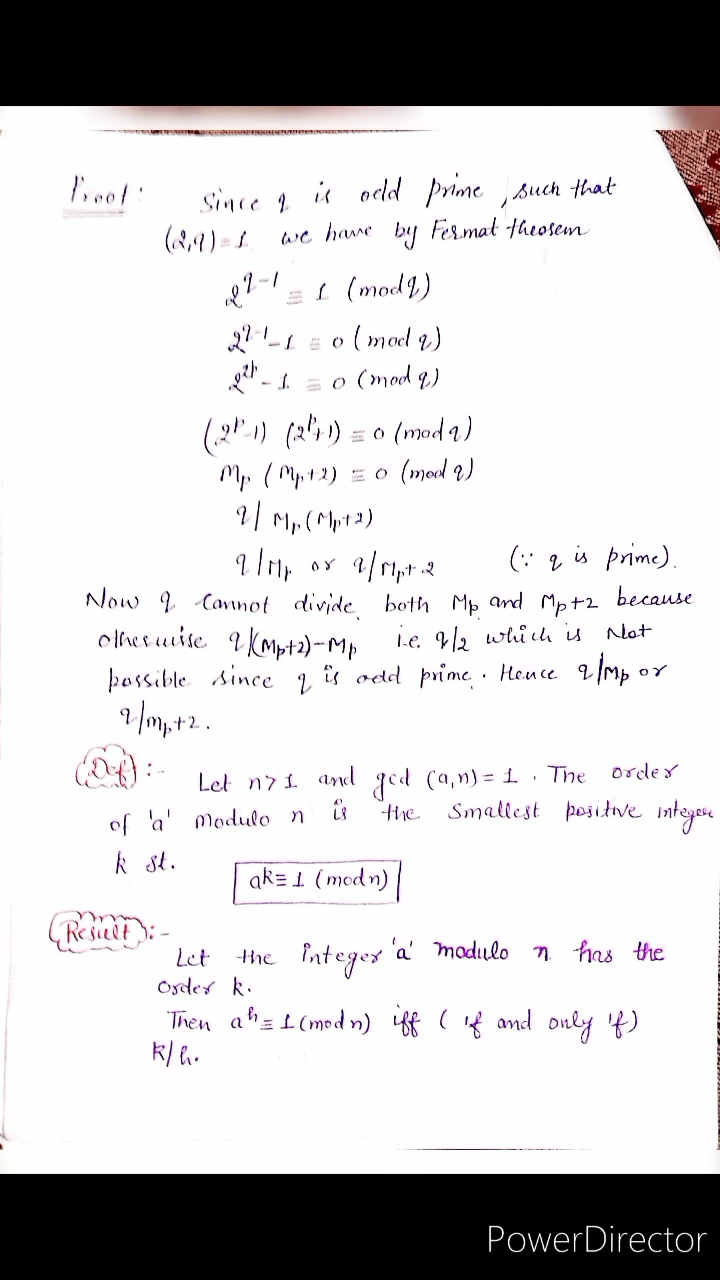 Proof: Since q is odd prime, such that
(2,q)=1 we have by Fermat theorem
2^{q-1} ≡ 1 (mod q)
2^{q-1}-1 ≡ 0 (mod q)
2^{2p}-1 ≡ 0 (mod q)
(2^p-1) (2^p+1) ≡ 0 (mod q)
Mp (Mp+2) ≡ 0 (mod q)
q/ Mp(Mp+2)
q/Mp or q/Mp+2 (∵ q is prime).
Now q cannot divide both Mp and Mp+2 because
otherwise q/(Mp+2)-Mp i.e. q/2 which is Not
possible since q is odd prime. Hence q/Mp or
q/mp+2.
Def:- Let n>1 and gcd (a,n)=1. The order
of 'a' modulo n is the smallest positive integer
k st.
ak≡1 (mod n)
Result:-
Let the integer 'a' modulo n has the
order k.
Then a^h≡1(mod n) iff ( if and only if)
k/h.
PowerDirector